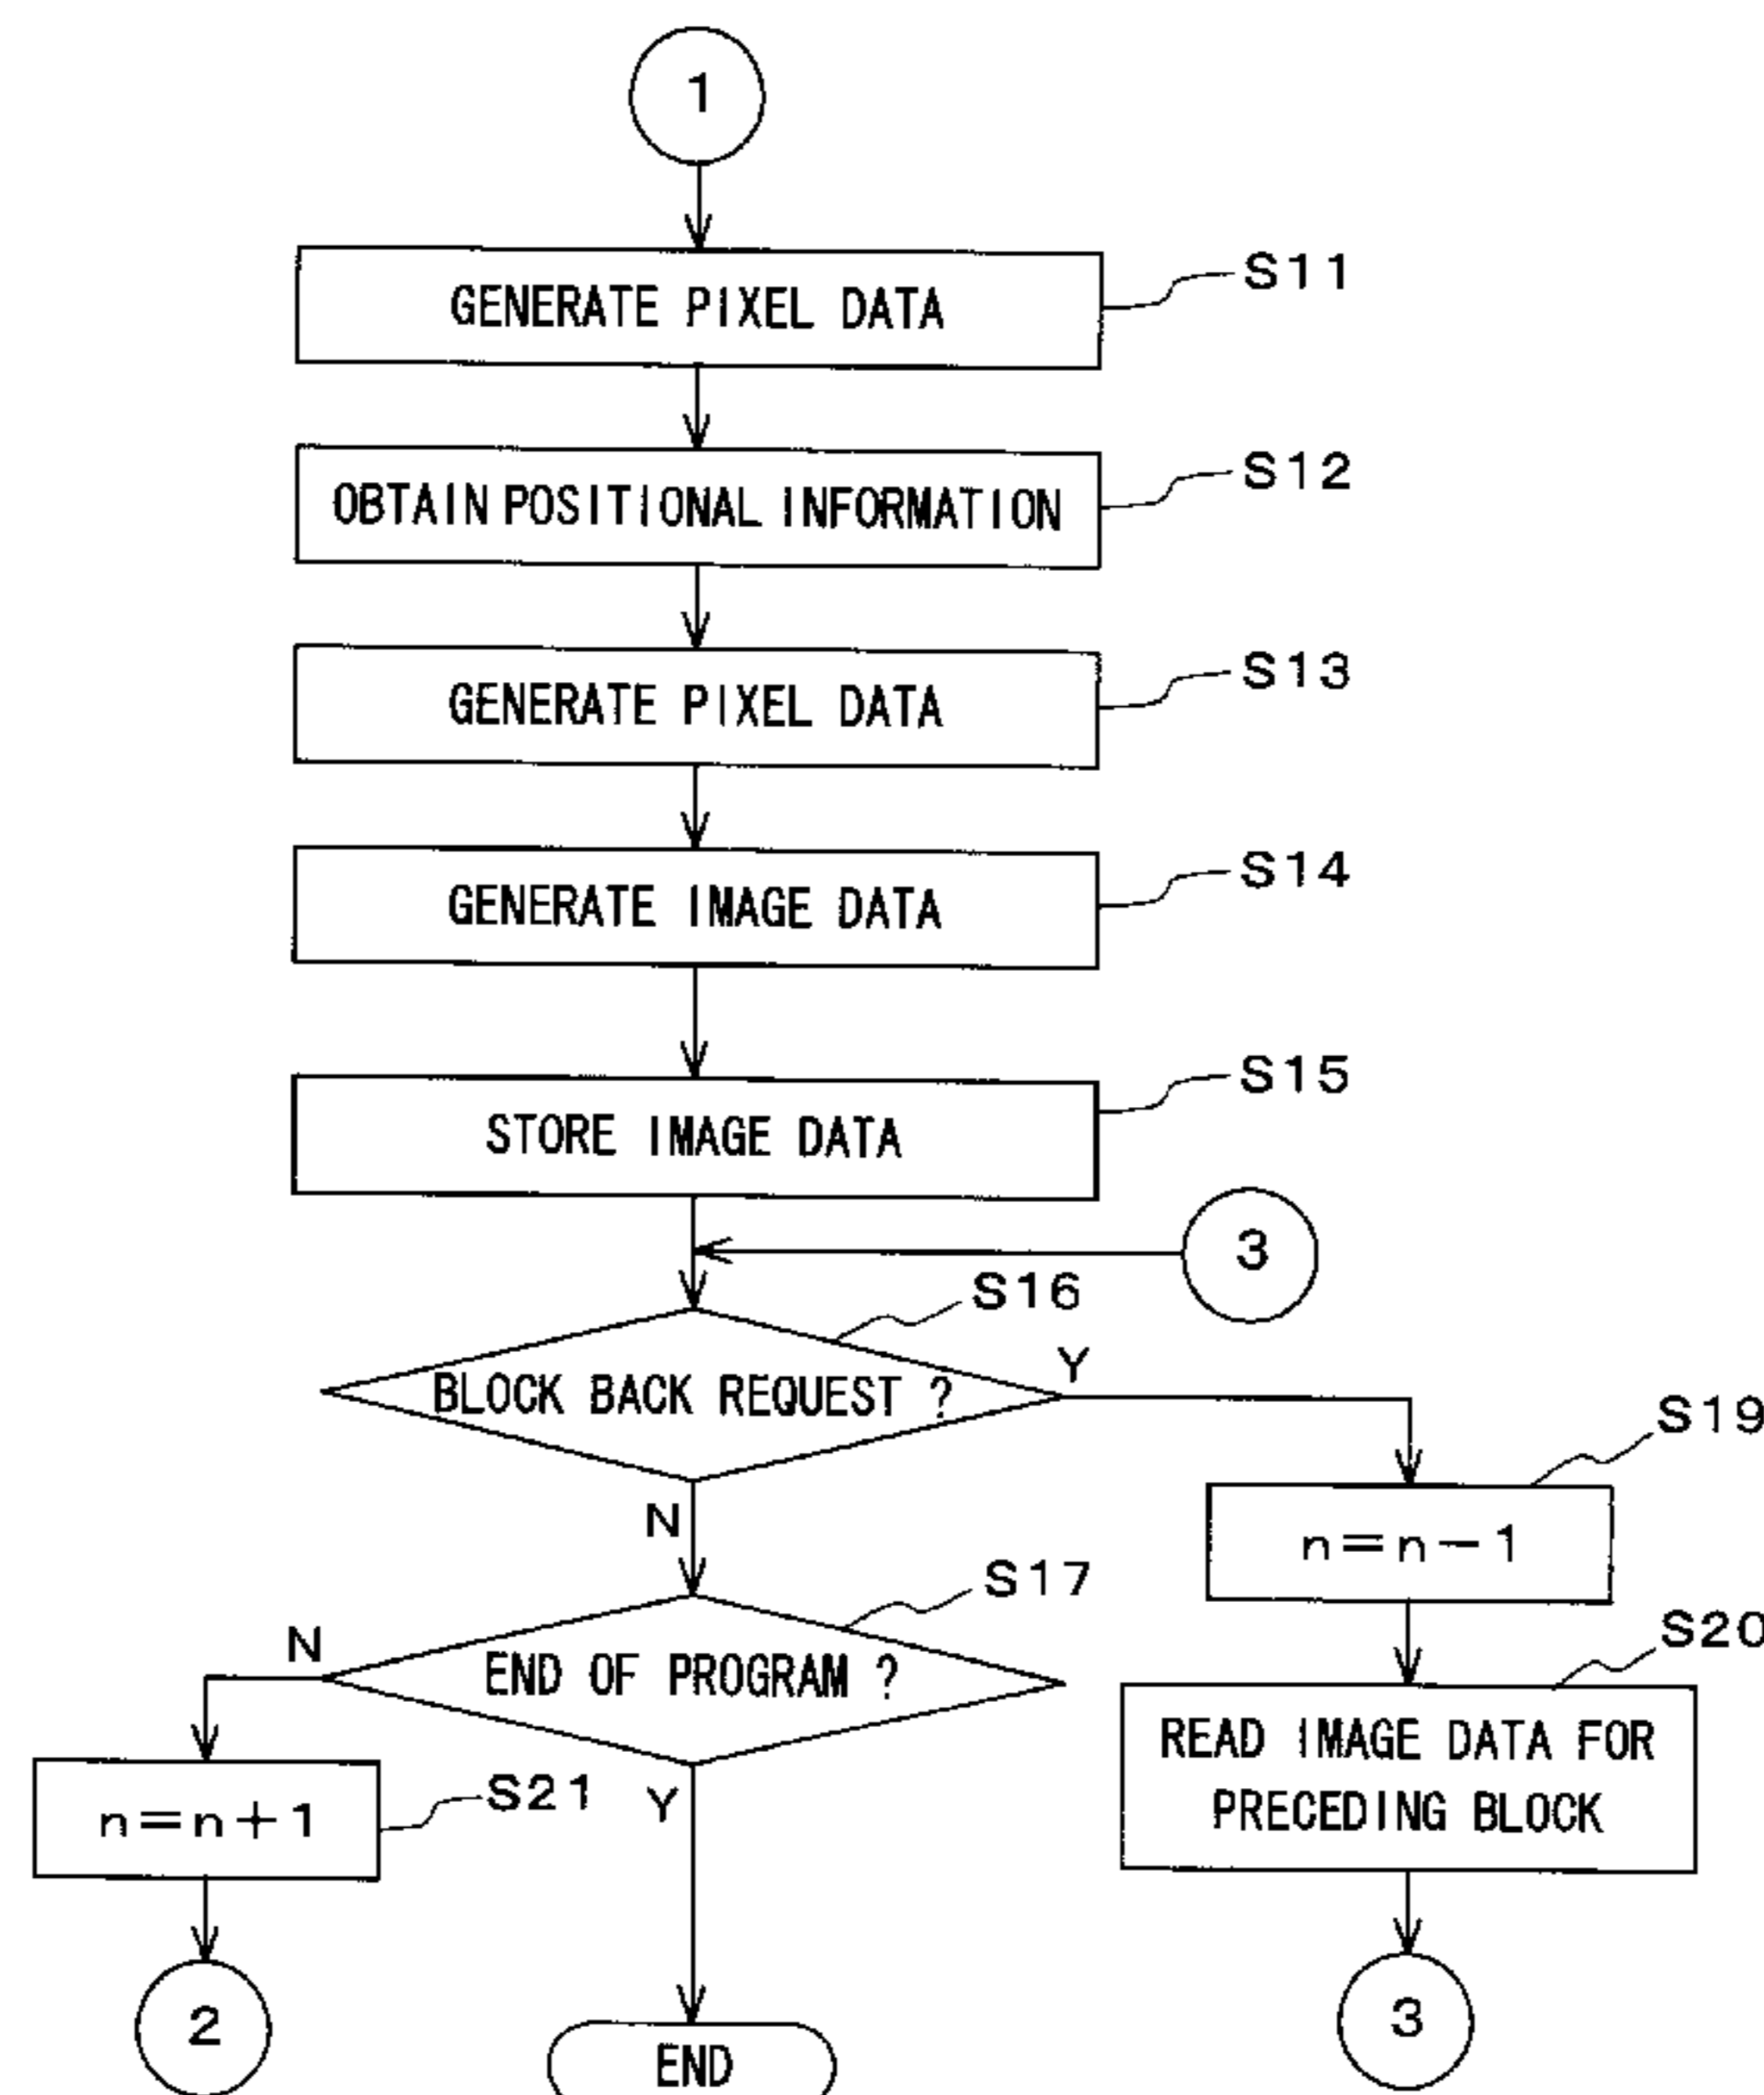 1
GENERATE PIXEL DATA
S11
OBTAIN POSITIONAL INFORMATION
S12
GENERATE PIXEL DATA
S13
GENERATE IMAGE DATA
S14
STORE IMAGE DATA
S15
3
S16
BLOCK BACK REQUEST ?
Y
S19
N
n=n-1
S17
S20
N
END OF PROGRAM ?
READ IMAGE DATA FOR
PRECEDING BLOCK
S21
n=n+1
Y
2
END
3